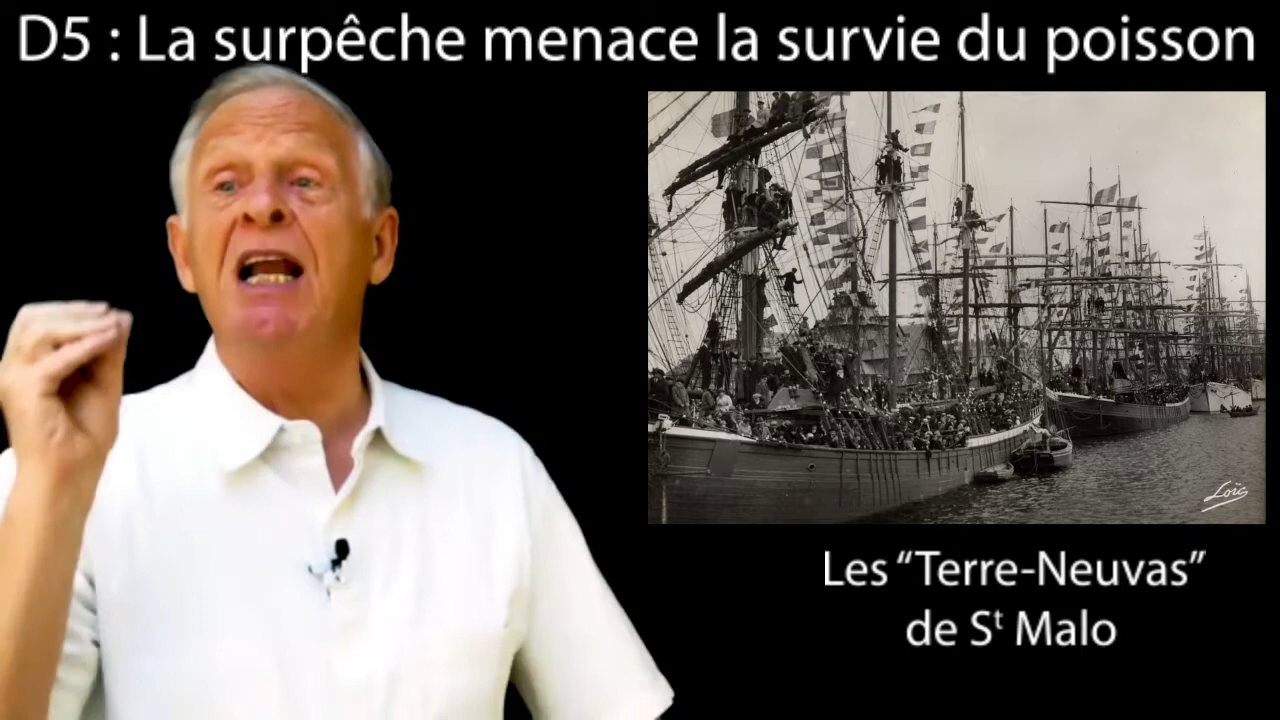 D5 : La surpêche menace la survie du poisson
Loïc
Les “Terre-Neuvas”
de Sᵗ Malo